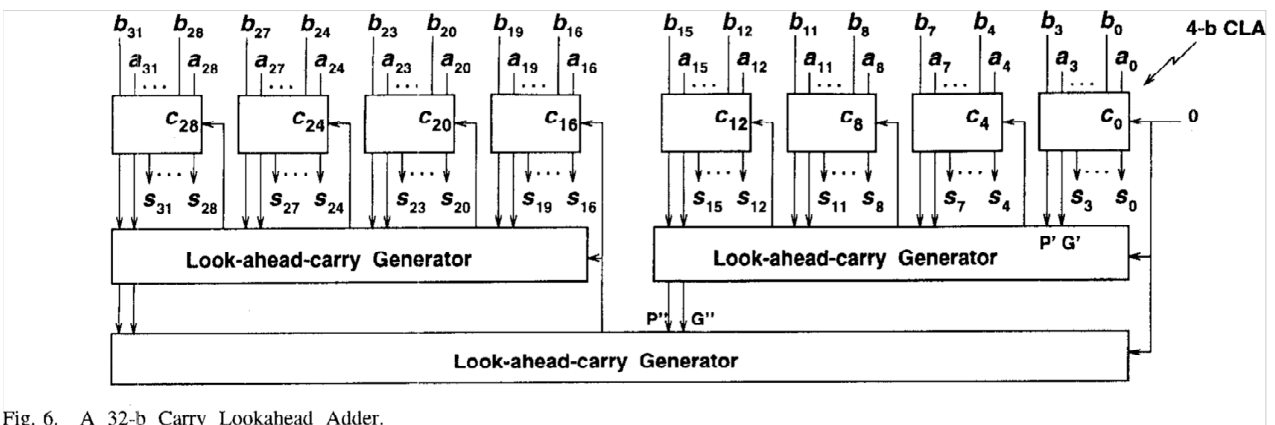 b31 b28 b27 b24 b23 b20 b19 b16 b15 b12 b11 b8 b7 b4 b3 b0 4-b CLA
a31 ... a28 a27 ... a24 a23 ... a20 a19 ... a16 a15 ... a12 a11 ... a8 a7 ... a4 a3 ... a0
c28 c24 c20 c16 c12 c8 c4 c0 0
... ... ... ... ... ... ... ...
s31 s28 s27 s24 s23 s20 s19 s16 s15 s12 s11 s8 s7 s4 s3 s0
P' G'
Look-ahead-carry Generator Look-ahead-carry Generator
P'' G''
Look-ahead-carry Generator
Fig. 6. A 32-b Carry Lookahead Adder.